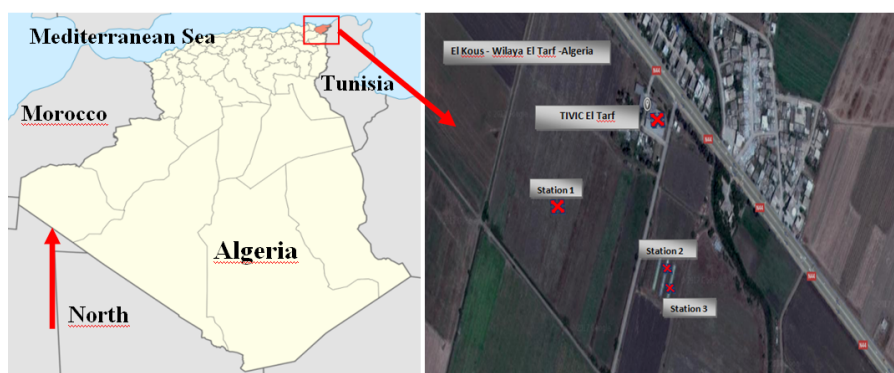 Mediterranean Sea
Tunisia
Morocco
Algeria
North
El Kous - Wilaya El Tarf -Algeria
TIVIC El Tarf
Station 1
Station 2
Station 3